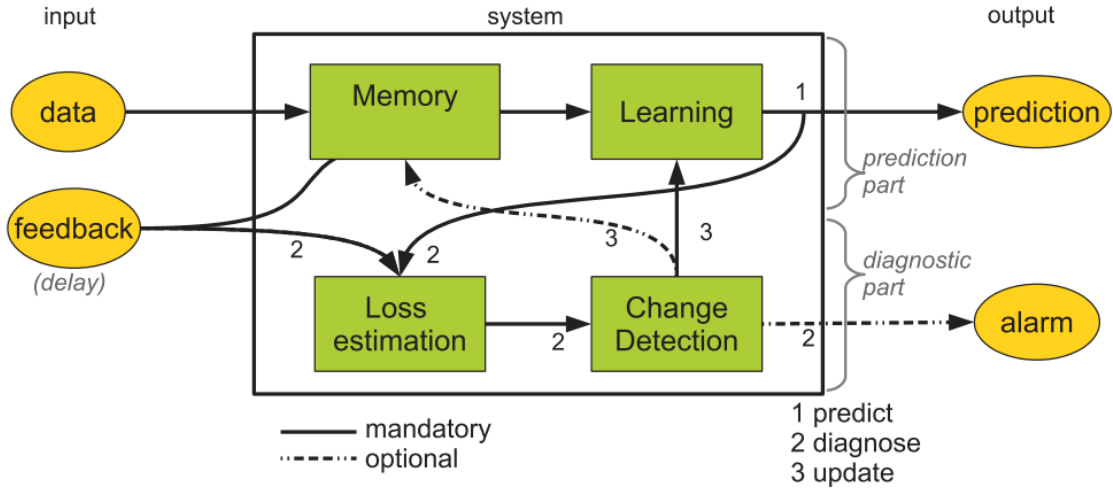 input
system
output
data
Memory
Learning
1
prediction
prediction
part
feedback
(delay)
2
2
3
3
diagnostic
part
Loss
estimation
2
Change
Detection
2
alarm
mandatory
optional
1 predict
2 diagnose
3 update